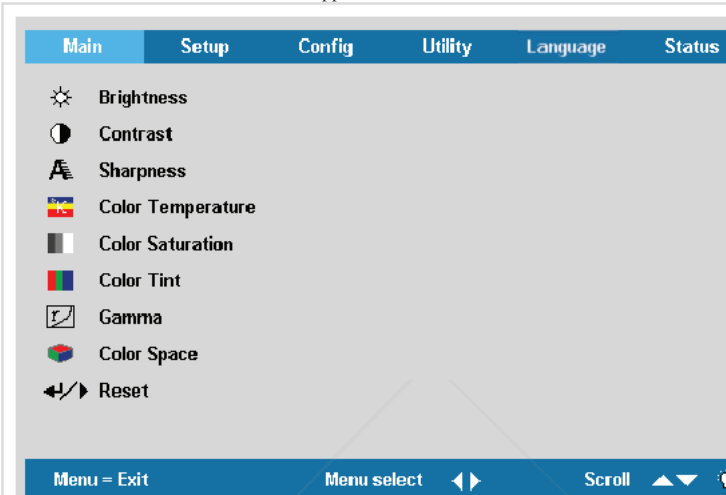 Main Setup Config Utility Language Status
Brightness
Contrast
Sharpness
Color Temperature
Color Saturation
Color Tint
Gamma
Color Space
Reset
Menu = Exit Menu select Scroll